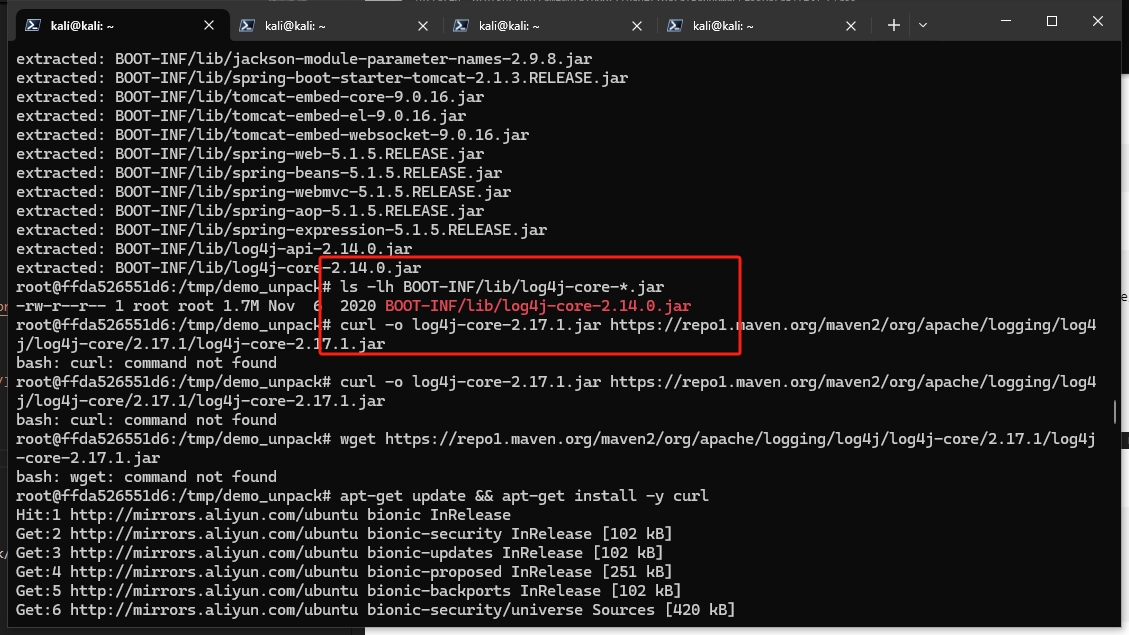 kali@kali: ~
kali@kali: ~
kali@kali: ~
kali@kali: ~
extracted: BOOT-INF/lib/jackson-module-parameter-names-2.9.8.jar
extracted: BOOT-INF/lib/spring-boot-starter-tomcat-2.1.3.RELEASE.jar
extracted: BOOT-INF/lib/tomcat-embed-core-9.0.16.jar
extracted: BOOT-INF/lib/tomcat-embed-el-9.0.16.jar
extracted: BOOT-INF/lib/tomcat-embed-websocket-9.0.16.jar
extracted: BOOT-INF/lib/spring-web-5.1.5.RELEASE.jar
extracted: BOOT-INF/lib/spring-beans-5.1.5.RELEASE.jar
extracted: BOOT-INF/lib/spring-webmvc-5.1.5.RELEASE.jar
extracted: BOOT-INF/lib/spring-aop-5.1.5.RELEASE.jar
extracted: BOOT-INF/lib/spring-expression-5.1.5.RELEASE.jar
extracted: BOOT-INF/lib/log4j-api-2.14.0.jar
extracted: BOOT-INF/lib/log4j-core-2.14.0.jar
root@ffda526551d6:/tmp/demo_unpack# ls -lh BOOT-INF/lib/log4j-core-*.jar
-rw-r--r-- 1 root root 1.7M Nov  6  2020 BOOT-INF/lib/log4j-core-2.14.0.jar
root@ffda526551d6:/tmp/demo_unpack# curl -o log4j-core-2.17.1.jar https://repo1.maven.org/maven2/org/apache/logging/log4
j/log4j-core/2.17.1/log4j-core-2.17.1.jar
bash: curl: command not found
root@ffda526551d6:/tmp/demo_unpack# curl -o log4j-core-2.17.1.jar https://repo1.maven.org/maven2/org/apache/logging/log4
j/log4j-core/2.17.1/log4j-core-2.17.1.jar
bash: curl: command not found
root@ffda526551d6:/tmp/demo_unpack# wget https://repo1.maven.org/maven2/org/apache/logging/log4j/log4j-core/2.17.1/log4j
-core-2.17.1.jar
bash: wget: command not found
root@ffda526551d6:/tmp/demo_unpack# apt-get update && apt-get install -y curl
Hit:1 http://mirrors.aliyun.com/ubuntu bionic InRelease
Get:2 http://mirrors.aliyun.com/ubuntu bionic-security InRelease [102 kB]
Get:3 http://mirrors.aliyun.com/ubuntu bionic-updates InRelease [102 kB]
Get:4 http://mirrors.aliyun.com/ubuntu bionic-proposed InRelease [251 kB]
Get:5 http://mirrors.aliyun.com/ubuntu bionic-backports InRelease [102 kB]
Get:6 http://mirrors.aliyun.com/ubuntu bionic-security/universe Sources [420 kB]